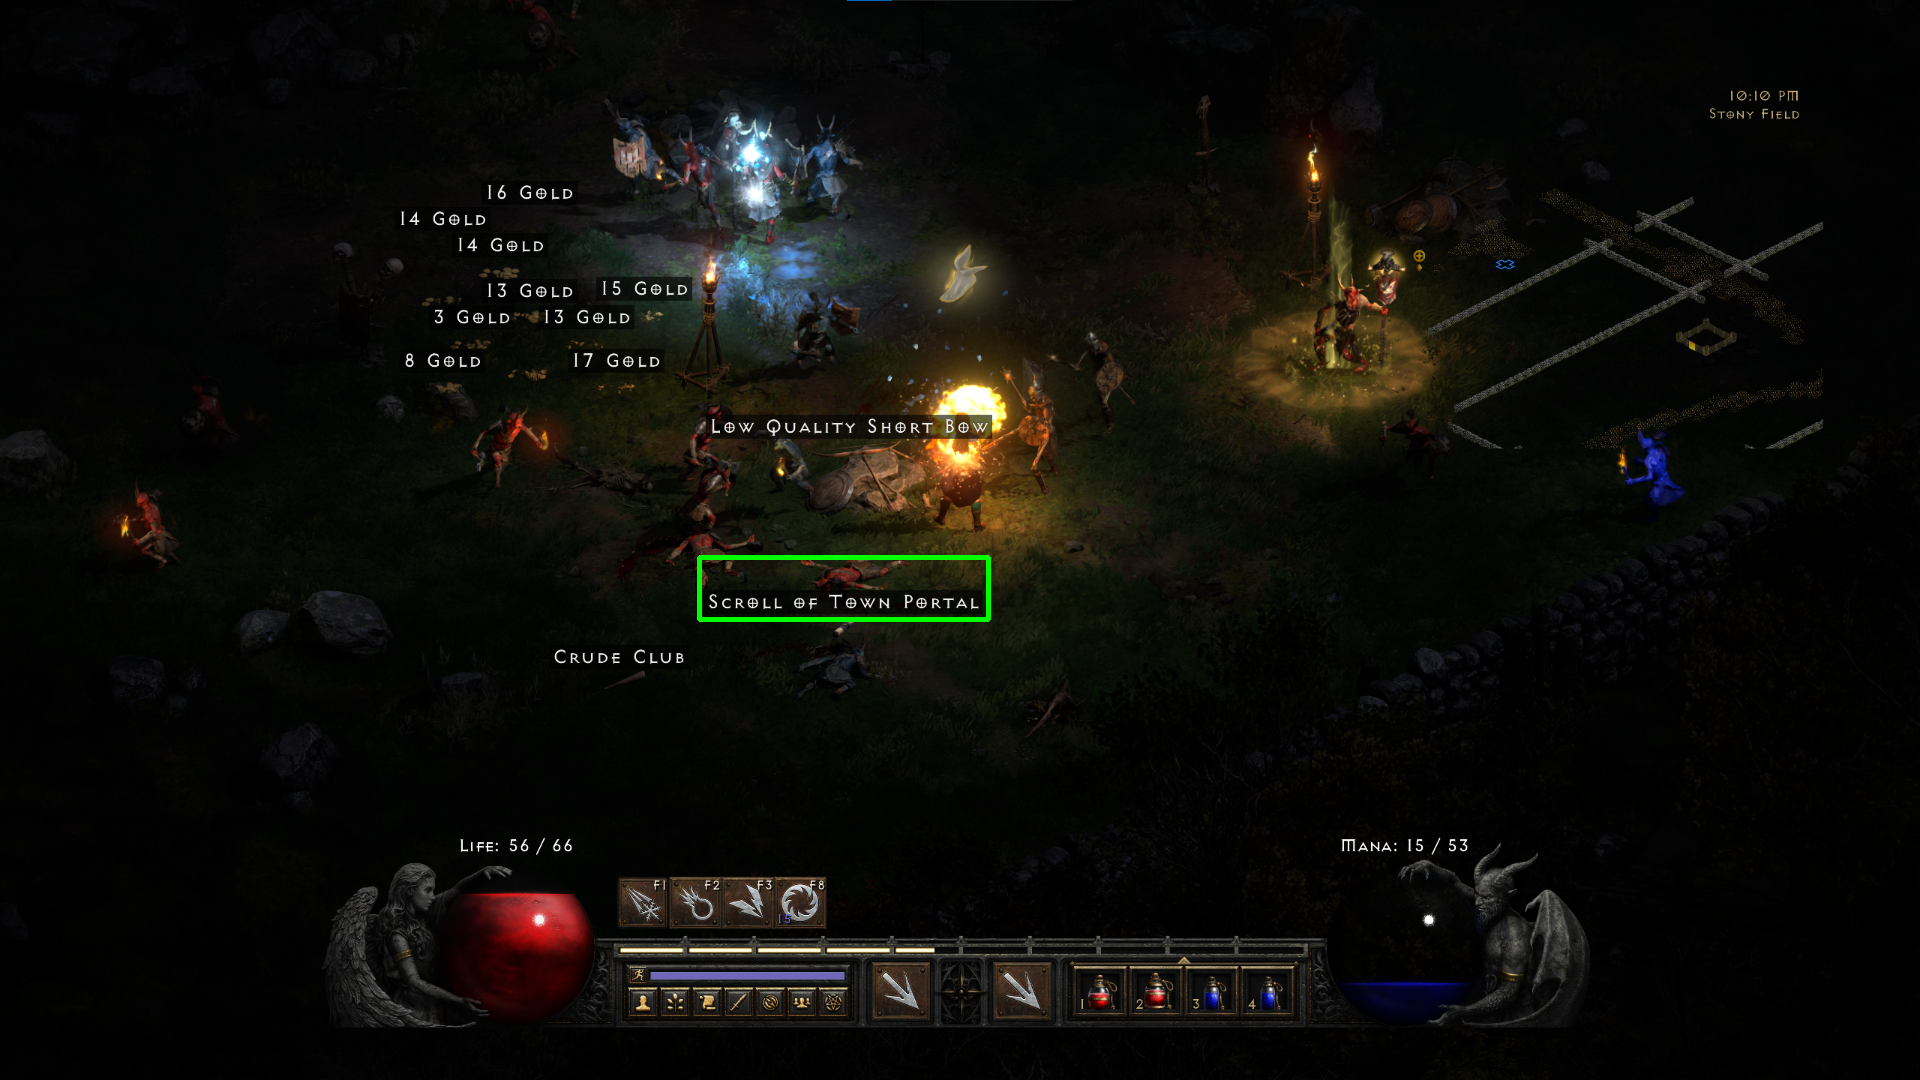 10:10 PM
Stony Field
16 Gold
14 Gold
14 Gold
13 Gold
15 Gold
3 Gold
13 Gold
8 Gold
17 Gold
Low Quality Short Bow
Scroll of Town Portal
Crude Club
Life: 56 / 66
Mana: 15 / 53
F1
F2
F3
F8
15
1
2
3
4